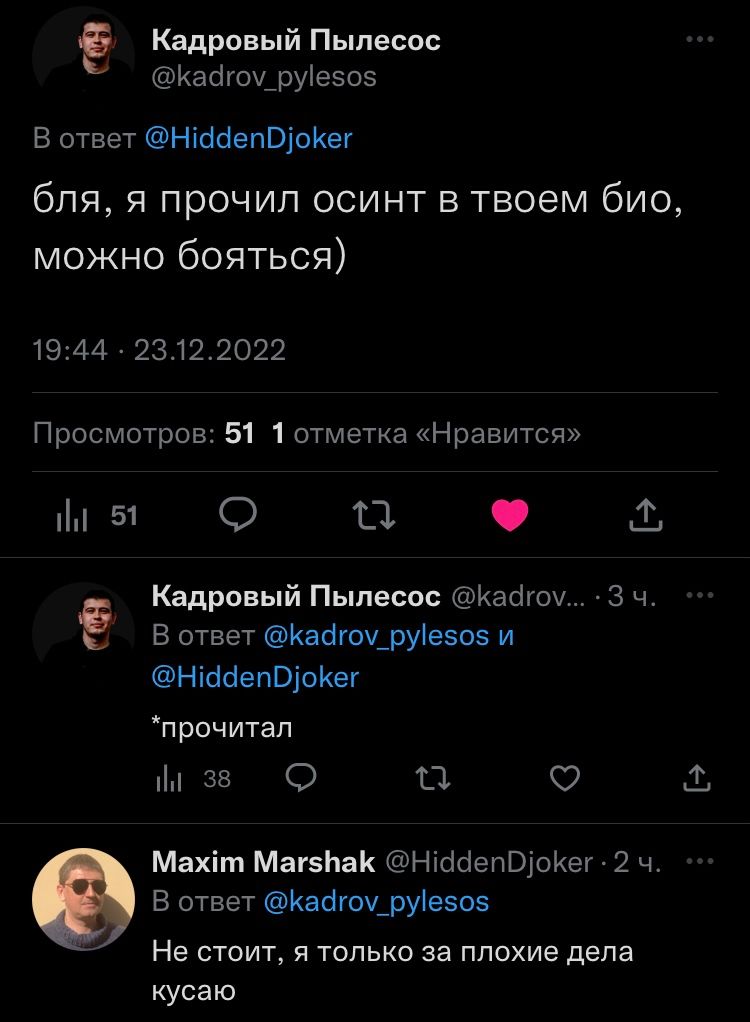 Кадровый Пылесос
@kadrov_pylesos
В ответ @HiddenDjoker
бля, я прочил осинт в твоем био,
можно бояться)
19:44 · 23.12.2022
Просмотров: 51 1 отметка «Нравится»
51
Кадровый Пылесос @kadrov... · 3 ч.
В ответ @kadrov_pylesos и
@HiddenDjoker
*прочитал
38
Maxim Marshak @HiddenDjoker · 2 ч.
В ответ @kadrov_pylesos
Не стоит, я только за плохие дела
кусаю